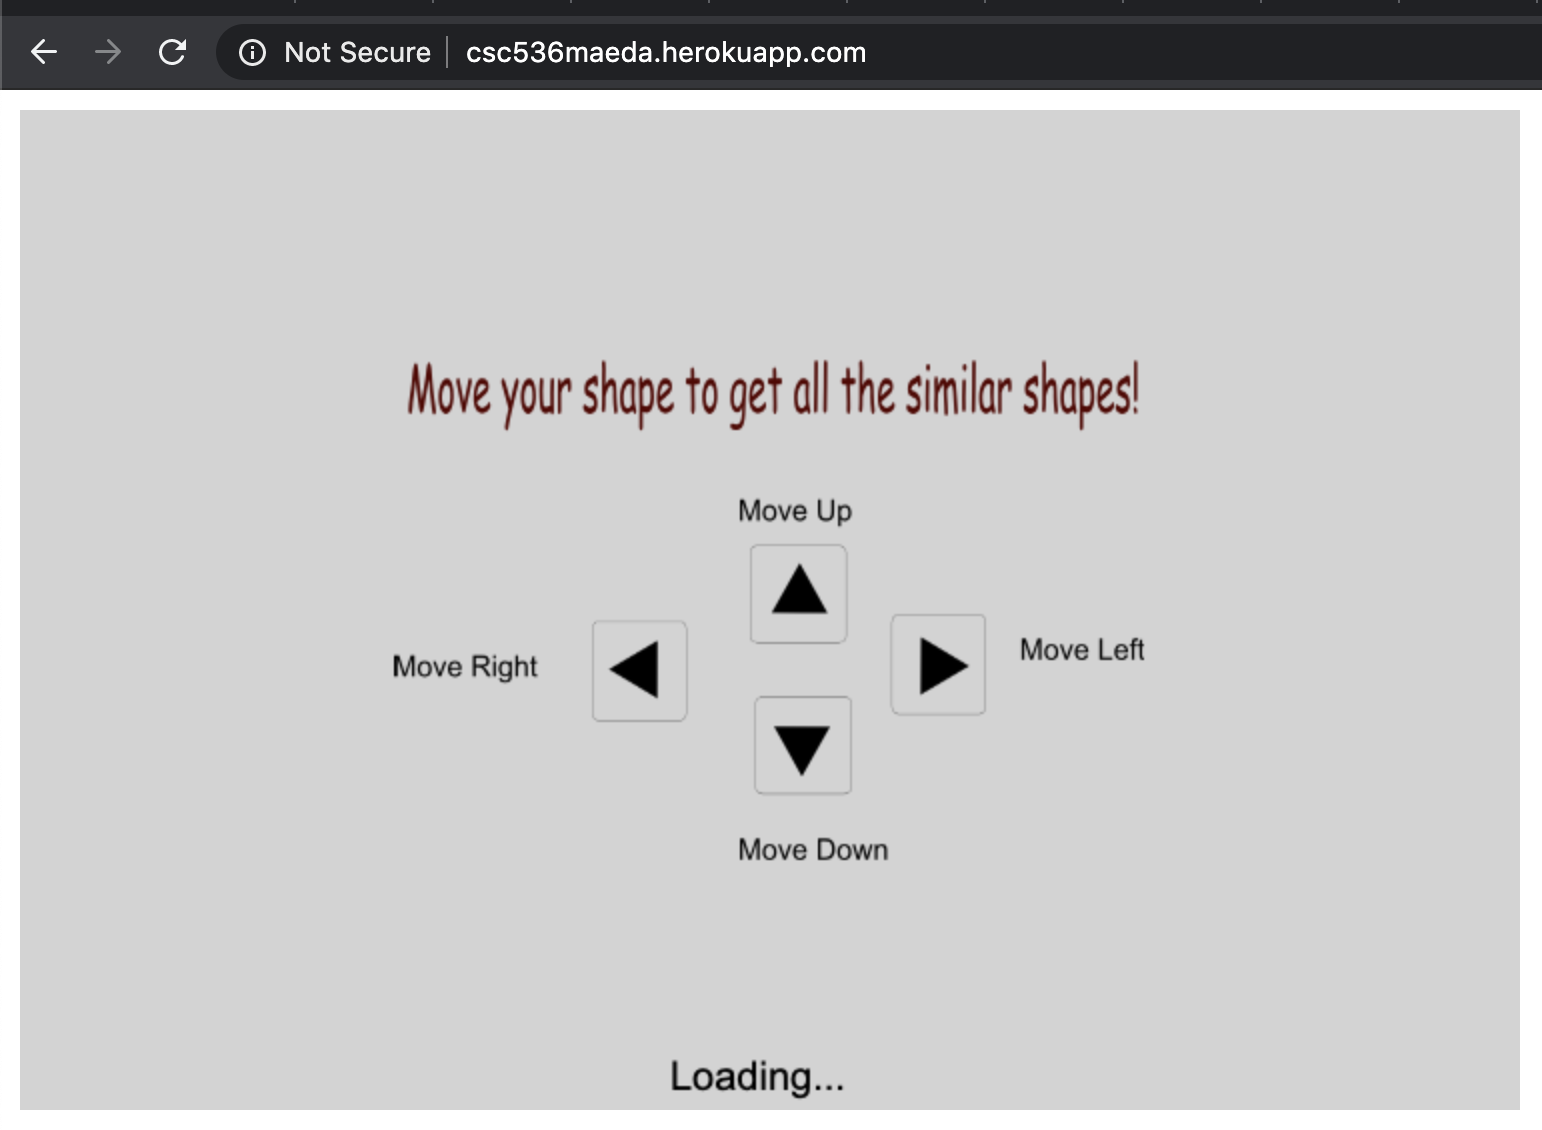 Not Secure csc536maeda.herokuapp.com
Move your shape to get all the similar shapes!
Move Up
Move Right
Move Left
Move Down
Loading...